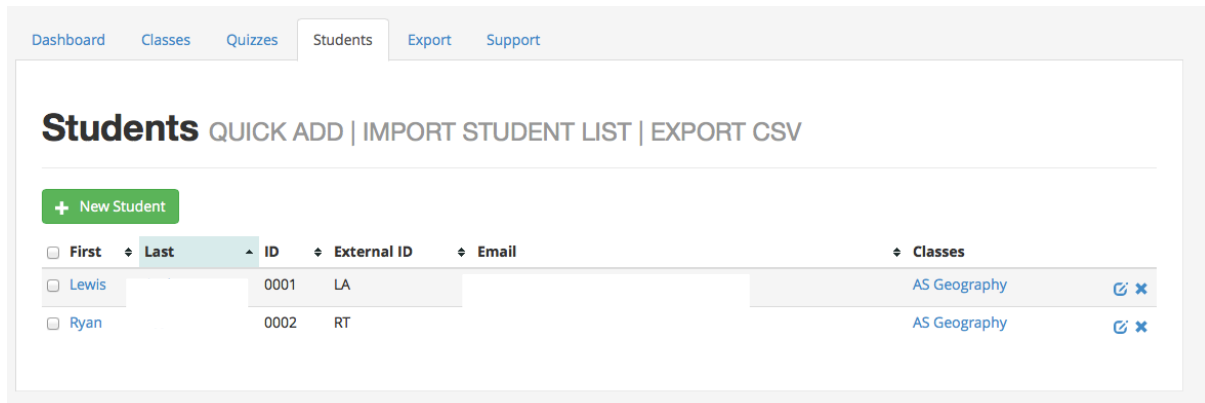 Dashboard Classes Quizzes Students Export Support
Students QUICK ADD | IMPORT STUDENT LIST | EXPORT CSV
+ New Student
First Last ID External ID Email Classes
Lewis 0001 LA AS Geography
Ryan 0002 RT AS Geography